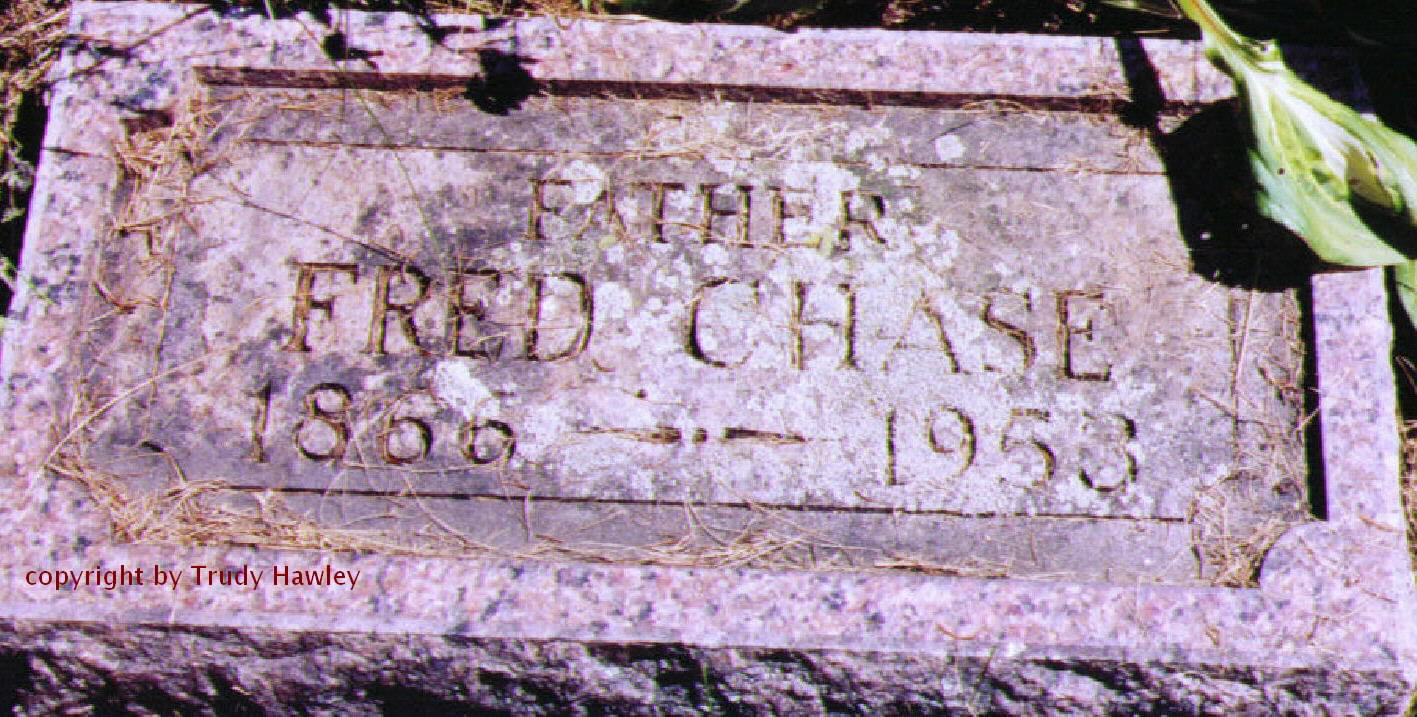 FATHER
FRED CHASE
1866 — 1953
copyright by Trudy Hawley